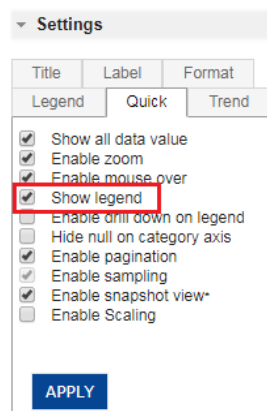 Settings
Title Label Format
Legend Quick Trend
Show all data value
Enable zoom
Enable mouse over
Show legend
Enable drill down on legend
Hide null on category axis
Enable pagination
Enable sampling
Enable snapshot view*
Enable Scaling
APPLY